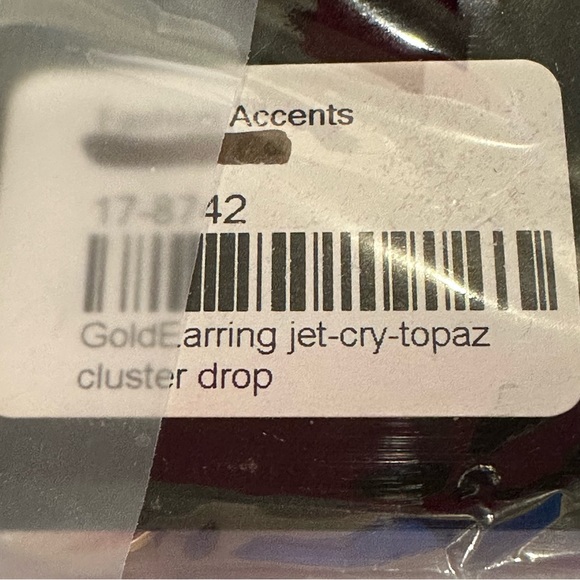 Accents
17-8742
GoldEarring jet-cry-topaz
cluster drop